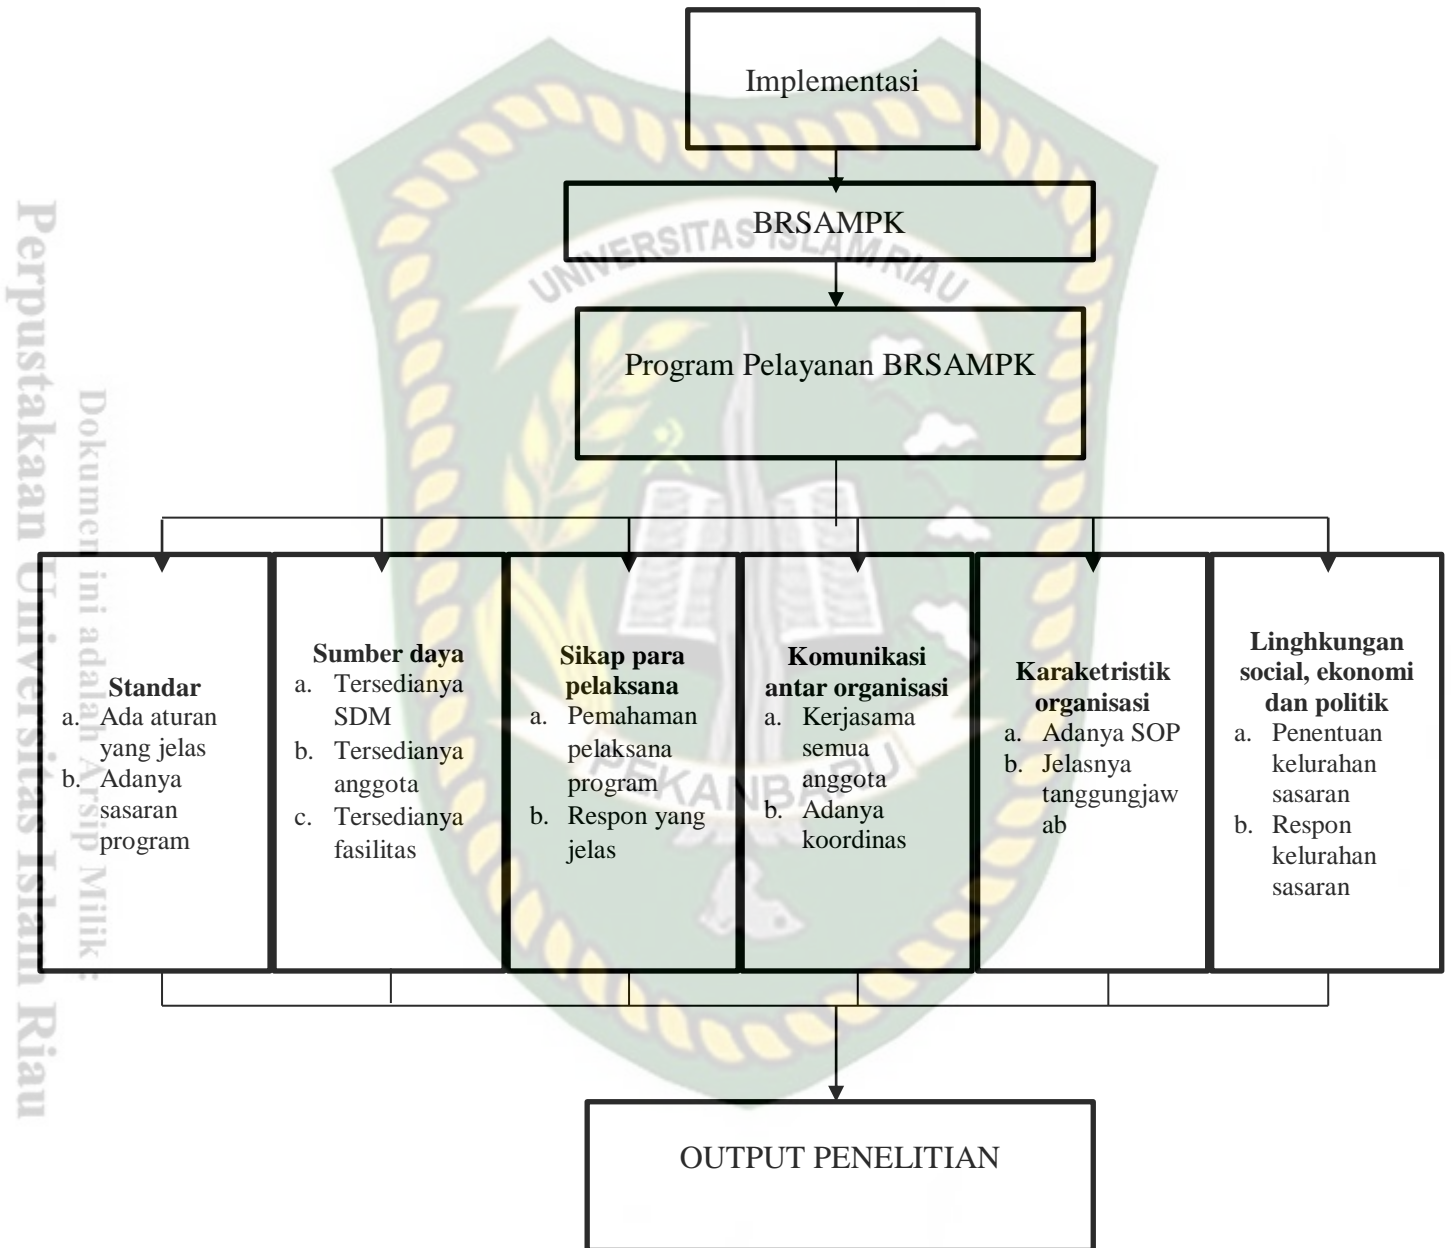 Implementasi
BRSAMPK
UNIVERSITAS ISLAM RIAU
Program Pelayanan BRSAMPK
Standar
a. Ada aturan
yang jelas
b. Adanya
sasaran
program
Sumber daya
a. Tersedianya
SDM
b. Tersedianya
anggota
c. Tersedianya
fasilitas
Sikap para
pelaksana
a. Pemahaman
pelaksana
program
b. Respon yang
jelas
Komunikasi
antar organisasi
a. Kerjasama
semua
anggota
b. Adanya
koordinas
Karaketristik
organisasi
a. Adanya SOP
b. Jelasnya
tanggungjaw
ab
Linghkungan
social, ekonomi
dan politik
a. Penentuan
kelurahan
sasaran
b. Respon
kelurahan
sasaran
PEKANBARU
OUTPUT PENELITIAN
Dokumen ini adalah Arsip Milik :
Perpustakaan Universitas Islam Riau